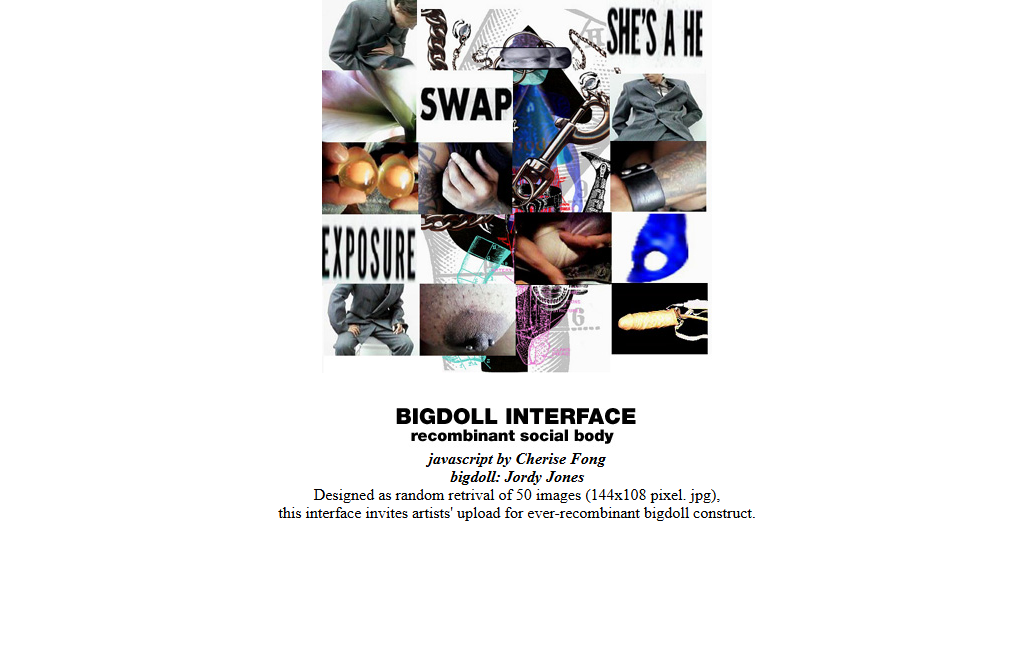 SHE'S A HE
SWAP
EXPOSURE
6
BIGDOLL INTERFACE
recombinant social body
javascript by Cherise Fong
bigdoll: Jordy Jones
Designed as random retrival of 50 images (144x108 pixel. jpg),
this interface invites artists' upload for ever-recombinant bigdoll construct.